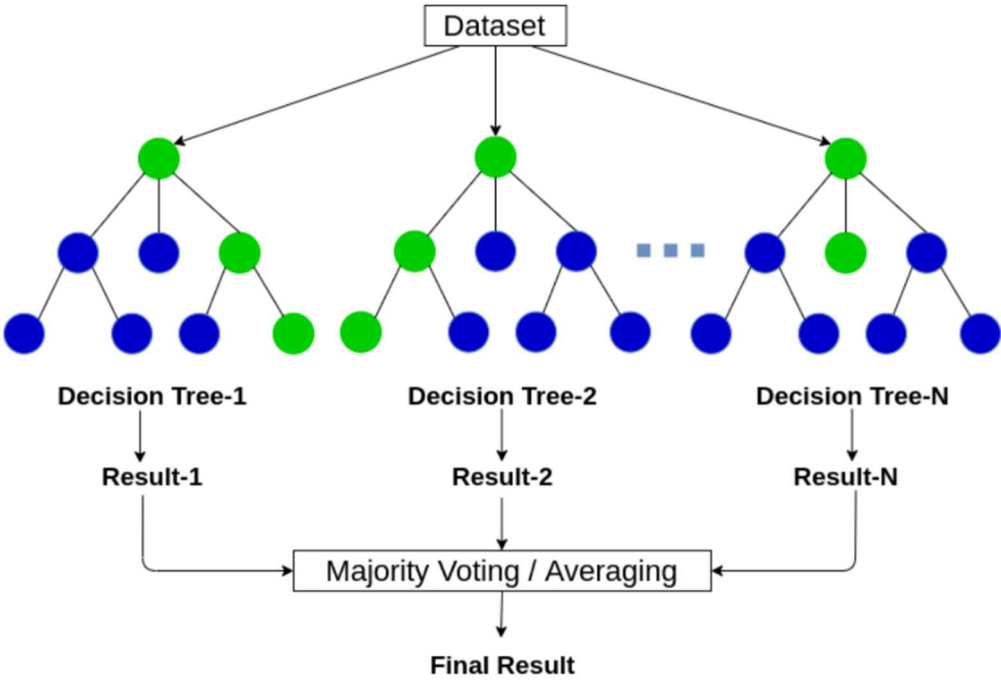 Dataset
Decision Tree-1
Decision Tree-2
Decision Tree-N
Result-1
Result-2
Result-N
Majority Voting / Averaging
Final Result